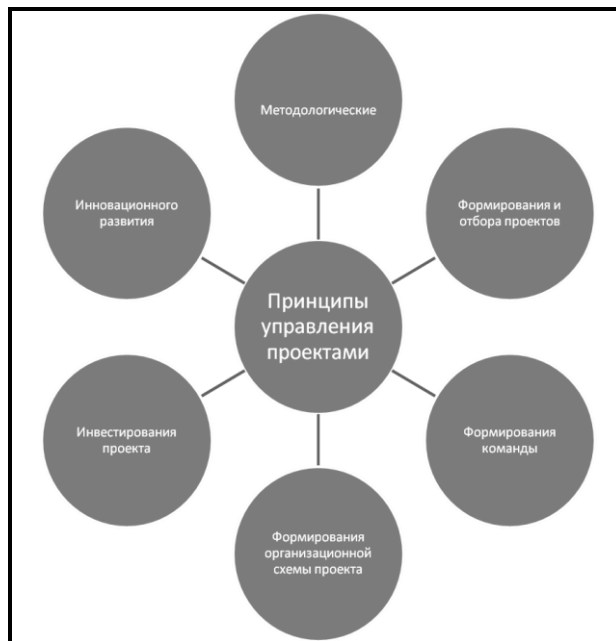 Методологические
Инновационного
развития
Формирования и
отбора проектов
Принципы
управления
проектами
Инвестирования
проекта
Формирования
команды
Формирования
организационной
схемы проекта